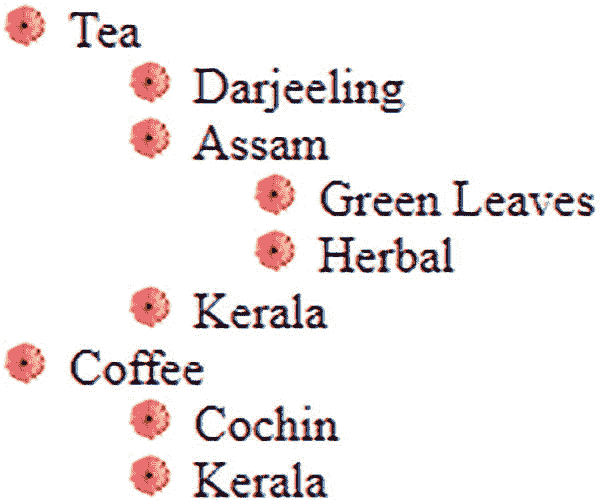 Tea
Darjeeling
Assam
Green Leaves
Herbal
Kerala
Coffee
Cochin
Kerala